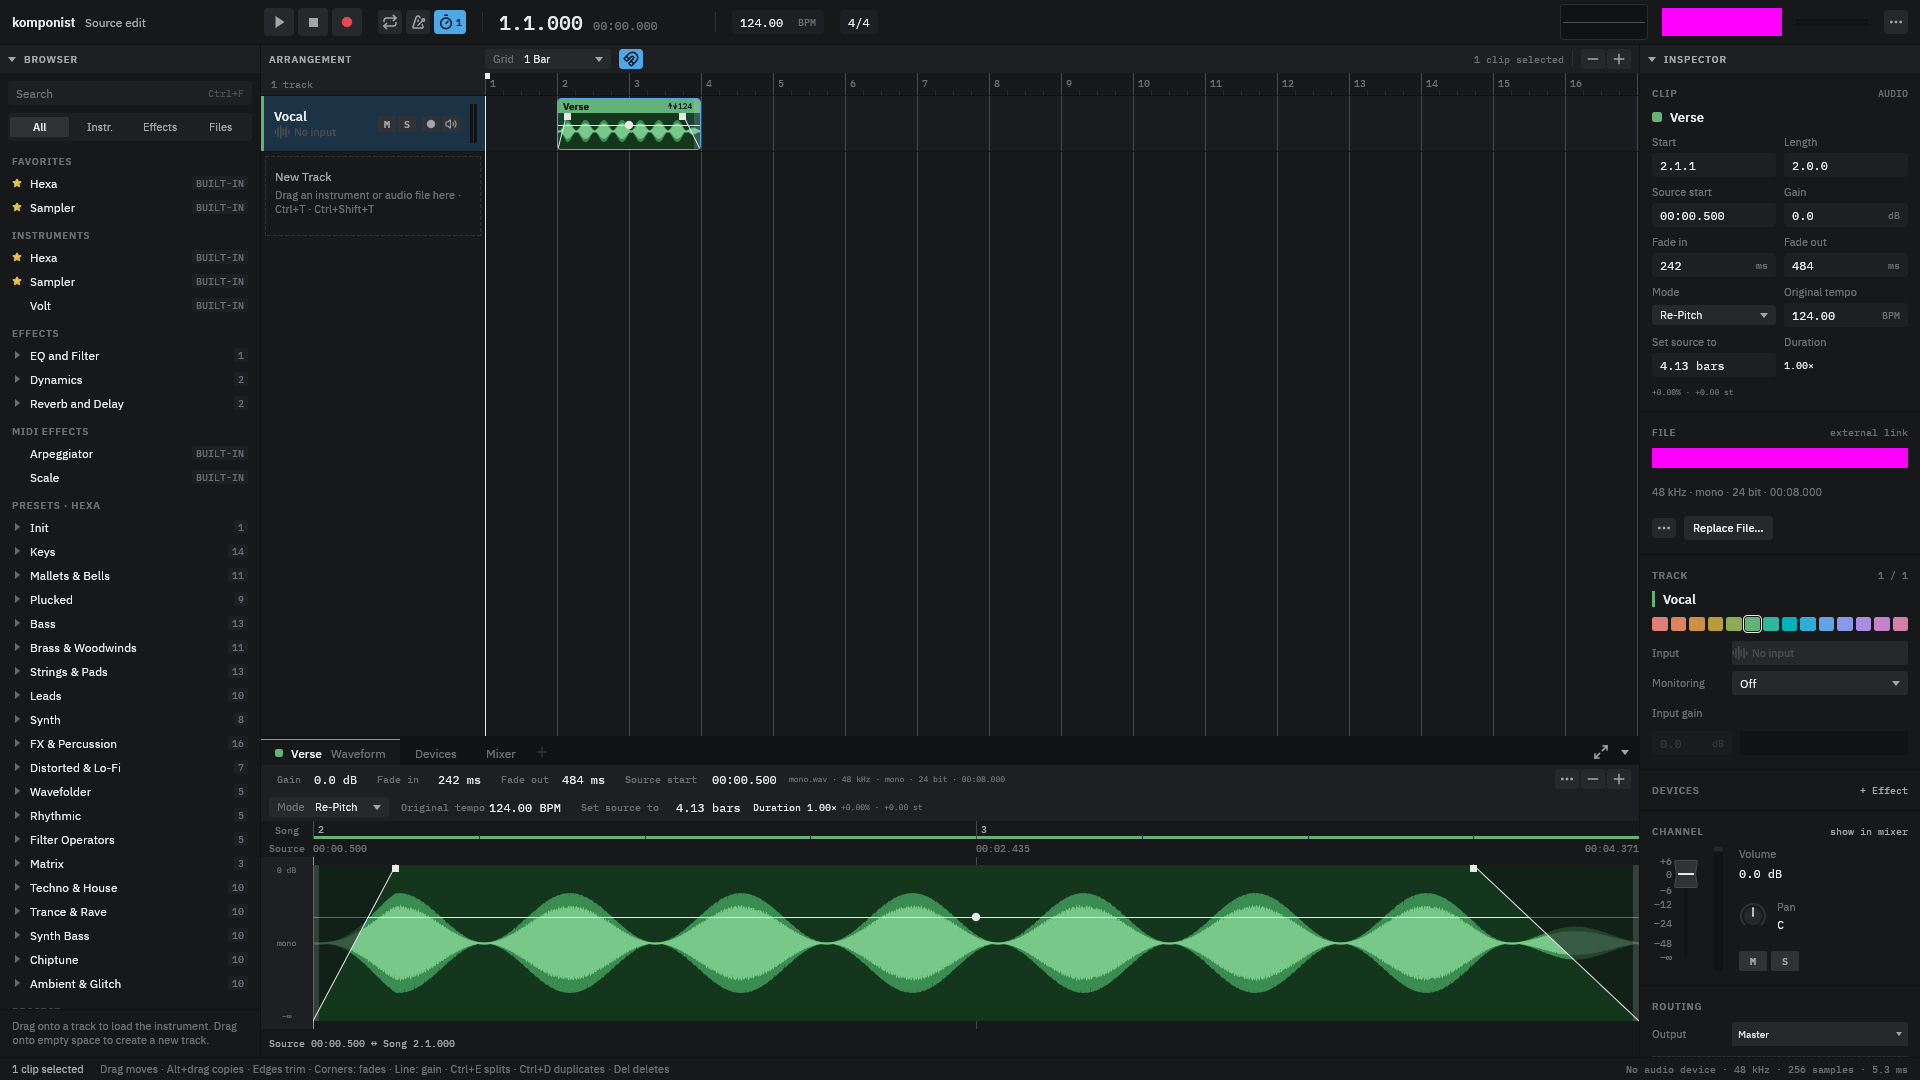 komponist Source edit
1
1.1.000 00:00.000
124.00 BPM
4/4
BROWSER
Search Ctrl+F
All Instr. Effects Files
FAVORITES
Hexa BUILT-IN
Sampler BUILT-IN
INSTRUMENTS
Hexa BUILT-IN
Sampler BUILT-IN
Volt BUILT-IN
EFFECTS
EQ and Filter 1
Dynamics 2
Reverb and Delay 2
MIDI EFFECTS
Arpeggiator BUILT-IN
Scale BUILT-IN
PRESETS · HEXA
Init 1
Keys 14
Mallets & Bells 11
Plucked 9
Bass 13
Brass & Woodwinds 11
Strings & Pads 13
Leads 10
Synth 8
FX & Percussion 16
Distorted & Lo-Fi 7
Wavefolder 5
Rhythmic 5
Filter Operators 5
Matrix 3
Techno & House 10
Trance & Rave 10
Synth Bass 10
Chiptune 10
Ambient & Glitch 10
Drag onto a track to load the instrument. Drag
onto empty space to create a new track.
ARRANGEMENT
Grid 1 Bar
1 clip selected
1 track
1 2 3 4 5 6 7 8 9 10 11 12 13 14 15 16
Vocal
No input
M S
Verse 124
New Track
Drag an instrument or audio file here ·
Ctrl+T · Ctrl+Shift+T
Verse Waveform Devices Mixer
Gain 0.0 dB Fade in 242 ms Fade out 484 ms Source start 00:00.500 mono.wav · 48 kHz · mono · 24 bit · 00:08.000
Mode Re-Pitch Original tempo 124.00 BPM Set source to 4.13 bars Duration 1.00× +0.00% · +0.00 st
Song 2 3
Source 00:00.500 00:02.435 00:04.371
0 dB
mono
-∞
Source 00:00.500 ⇔ Song 2.1.000
INSPECTOR
CLIP AUDIO
Verse
Start Length
2.1.1 2.0.0
Source start Gain
00:00.500 0.0 dB
Fade in Fade out
242 ms 484 ms
Mode Original tempo
Re-Pitch 124.00 BPM
Set source to Duration
4.13 bars 1.00×
+0.00% · +0.00 st
FILE external link
48 kHz · mono · 24 bit · 00:08.000
Replace File...
TRACK 1 / 1
Vocal
Input No input
Monitoring Off
Input gain
0.0 dB
DEVICES + Effect
CHANNEL show in mixer
+6
0
-6
-12
-24
-48
-∞
Volume
0.0 dB
Pan
C
M S
ROUTING
Output Master
1 clip selected Drag moves · Alt+drag copies · Edges trim · Corners: fades · Line: gain · Ctrl+E splits · Ctrl+D duplicates · Del deletes
No audio device · 48 kHz · 256 samples · 5.3 ms